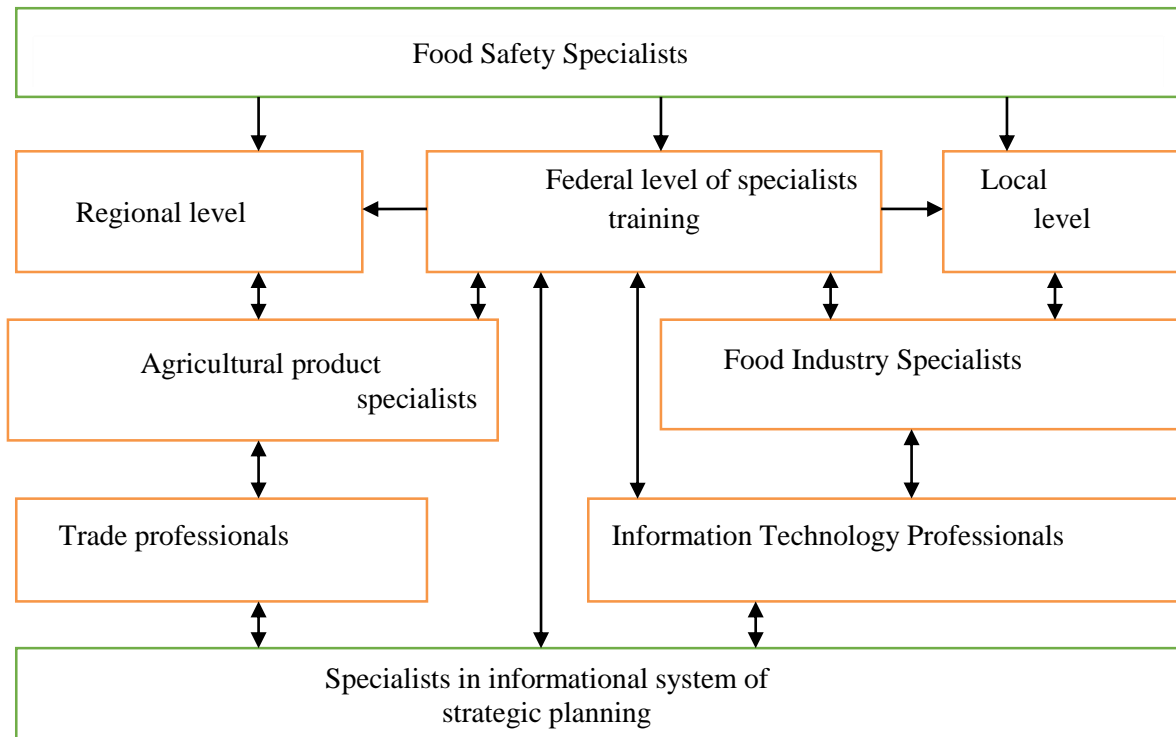 Food Safety Specialists
Regional level
Federal level of specialists
training
Local
level
Agricultural product
specialists
Food Industry Specialists
Trade professionals
Information Technology Professionals
Specialists in informational system of
strategic planning